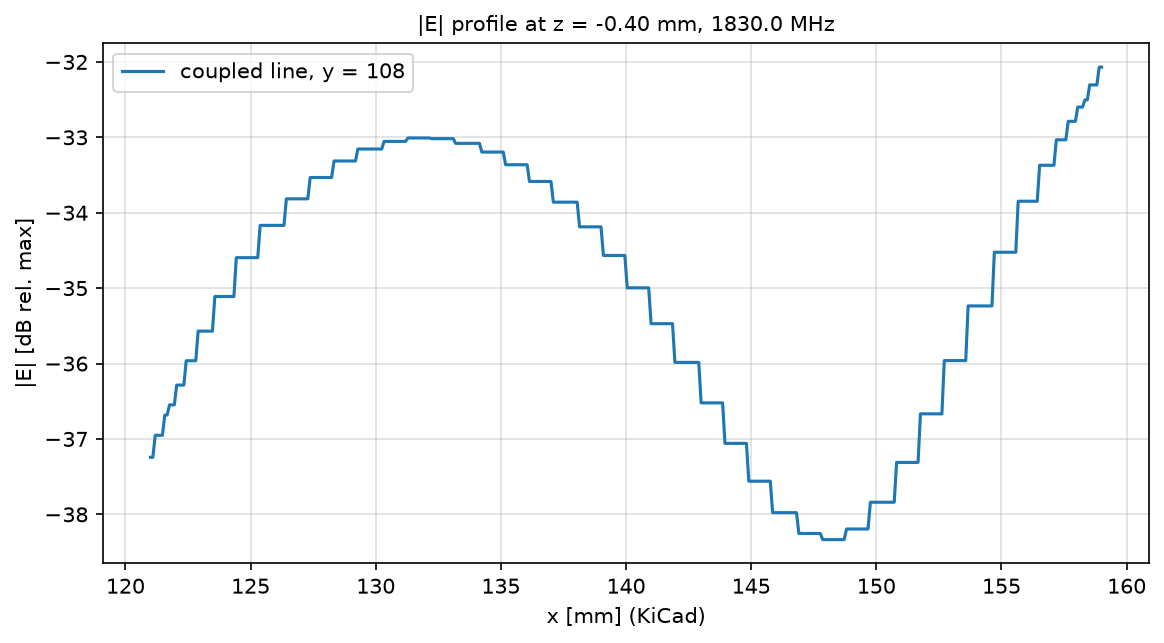 |E| profile at z = -0.40 mm, 1830.0 MHz
coupled line, y = 108
|E| [dB rel. max]
−32
−33
−34
−35
−36
−37
−38
120 125 130 135 140 145 150 155 160
x [mm] (KiCad)